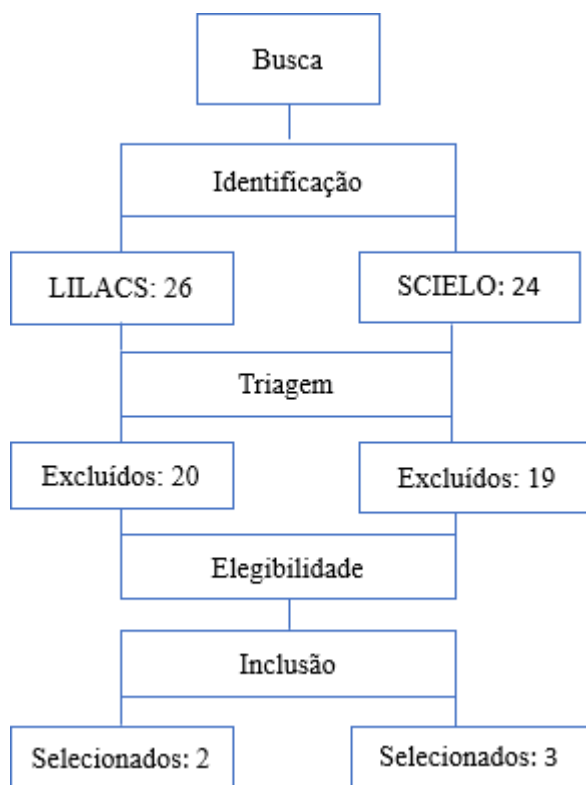 Busca
Identificação
LILACS: 26
SCIELO: 24
Triagem
Excluídos: 20
Excluídos: 19
Elegibilidade
Inclusão
Selecionados: 2
Selecionados: 3